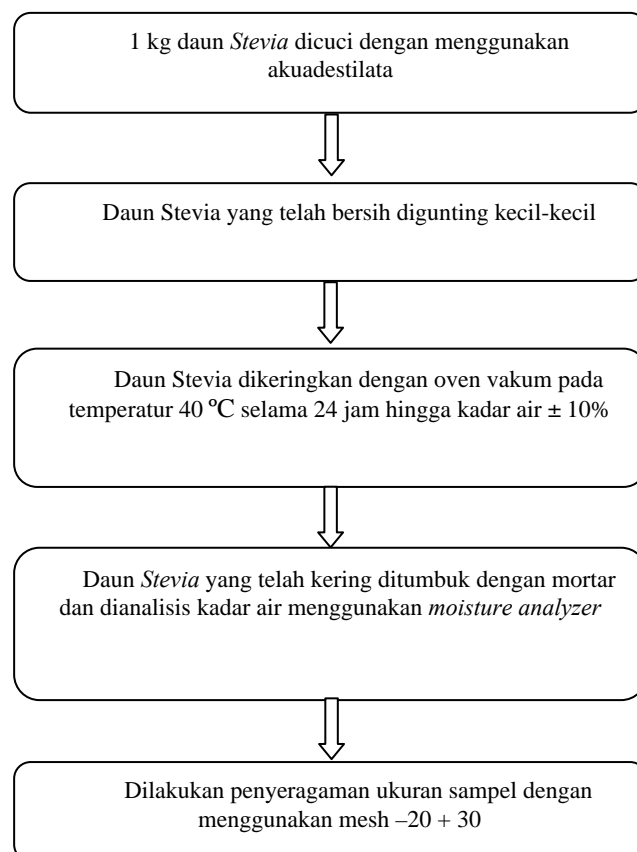 1 kg daun Stevia dicuci dengan menggunakan
akuadestilata
Daun Stevia yang telah bersih digunting kecil-kecil
Daun Stevia dikeringkan dengan oven vakum pada
temperatur 40 ºC selama 24 jam hingga kadar air ± 10%
Daun Stevia yang telah kering ditumbuk dengan mortar
dan dianalisis kadar air menggunakan moisture analyzer
Dilakukan penyeragaman ukuran sampel dengan
menggunakan mesh –20 + 30